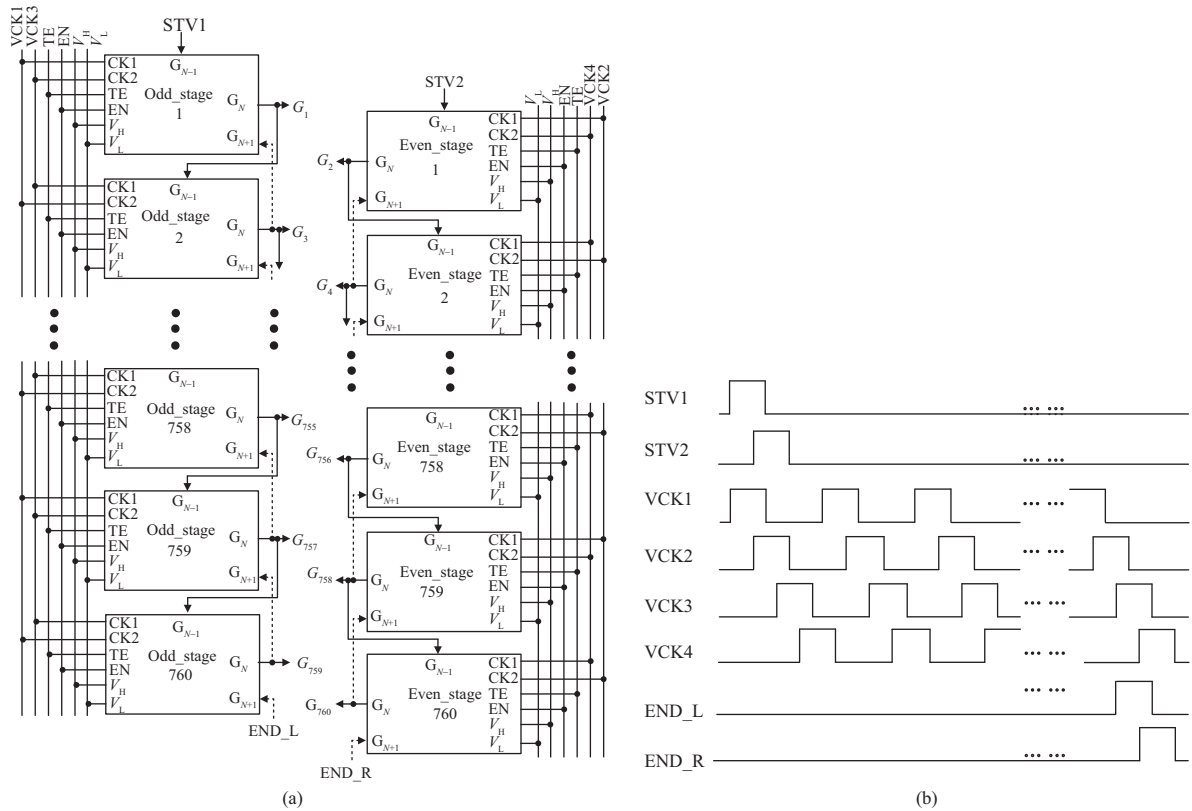 VCK1
VCK3
TE
EN
VH
VL
STV1
CK1
CK2
TE
EN
VH
VL
GN−1
Odd_stage
1
GN
GN+1
G1
CK1
CK2
TE
EN
VH
VL
GN−1
Odd_stage
2
GN
GN+1
G3
CK1
CK2
TE
EN
VH
VL
GN−1
Odd_stage
758
GN
GN+1
G755
CK1
CK2
TE
EN
VH
VL
GN−1
Odd_stage
759
GN
GN+1
G757
CK1
CK2
TE
EN
VH
VL
GN−1
Odd_stage
760
GN
GN+1
G759
END_L
STV2
VL
VH
EN
TE
VCK4
VCK2
G2
GN−1
Even_stage
1
GN
GN+1
CK1
CK2
TE
EN
VH
VL
G4
GN−1
Even_stage
2
GN
GN+1
CK1
CK2
TE
EN
VH
VL
G756
GN−1
Even_stage
758
GN
GN+1
CK1
CK2
TE
EN
VH
VL
G758
GN−1
Even_stage
759
GN
GN+1
CK1
CK2
TE
EN
VH
VL
G760
GN−1
Even_stage
760
GN
GN+1
CK1
CK2
TE
EN
VH
VL
END_R
(a)
STV1
STV2
VCK1
VCK2
VCK3
VCK4
END_L
END_R
(b)